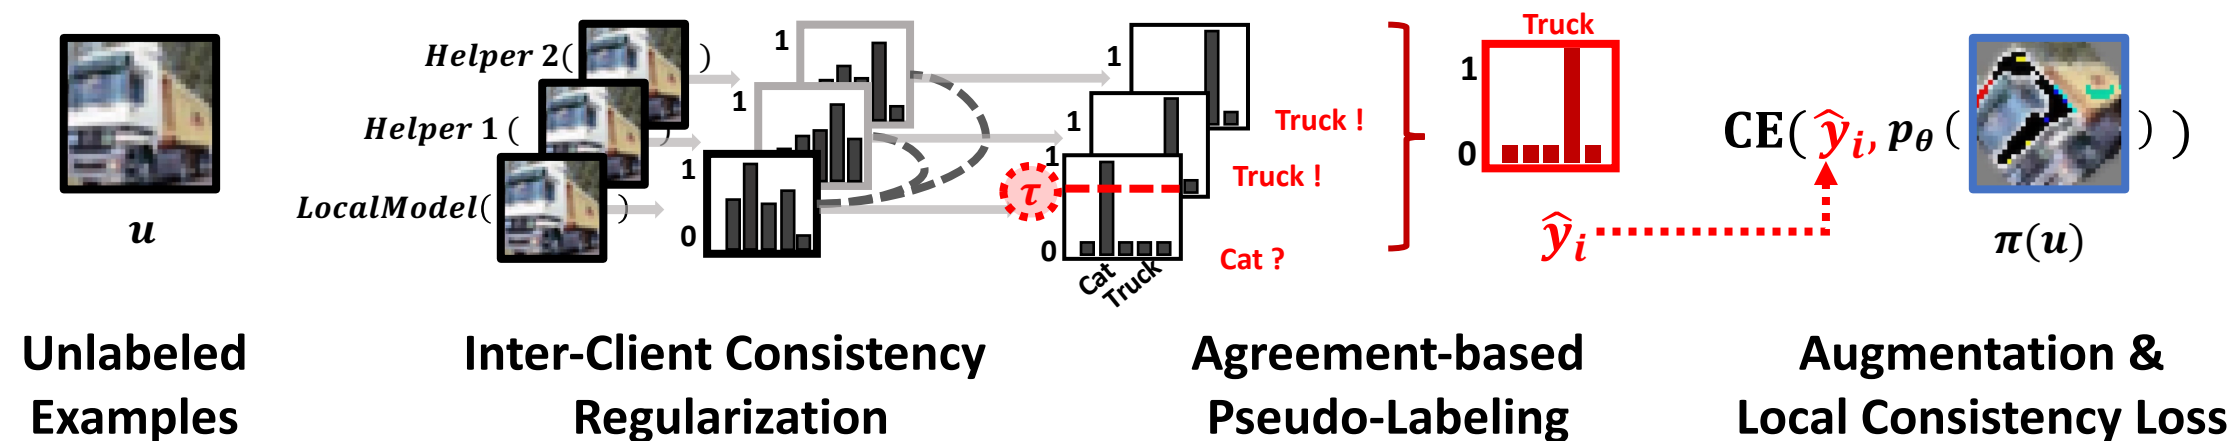 u
Helper 2( )
Helper 1 ( )
LocalModel( )
1
1
1
0
1
1
1
0
τ
Cat
Truck
Truck !
Truck !
Cat ?
Truck
1
0
ŷᵢ
CE( ŷᵢ, p_θ ( ) )
π(u)
Unlabeled
Examples
Inter-Client Consistency
Regularization
Agreement-based
Pseudo-Labeling
Augmentation &
Local Consistency Loss